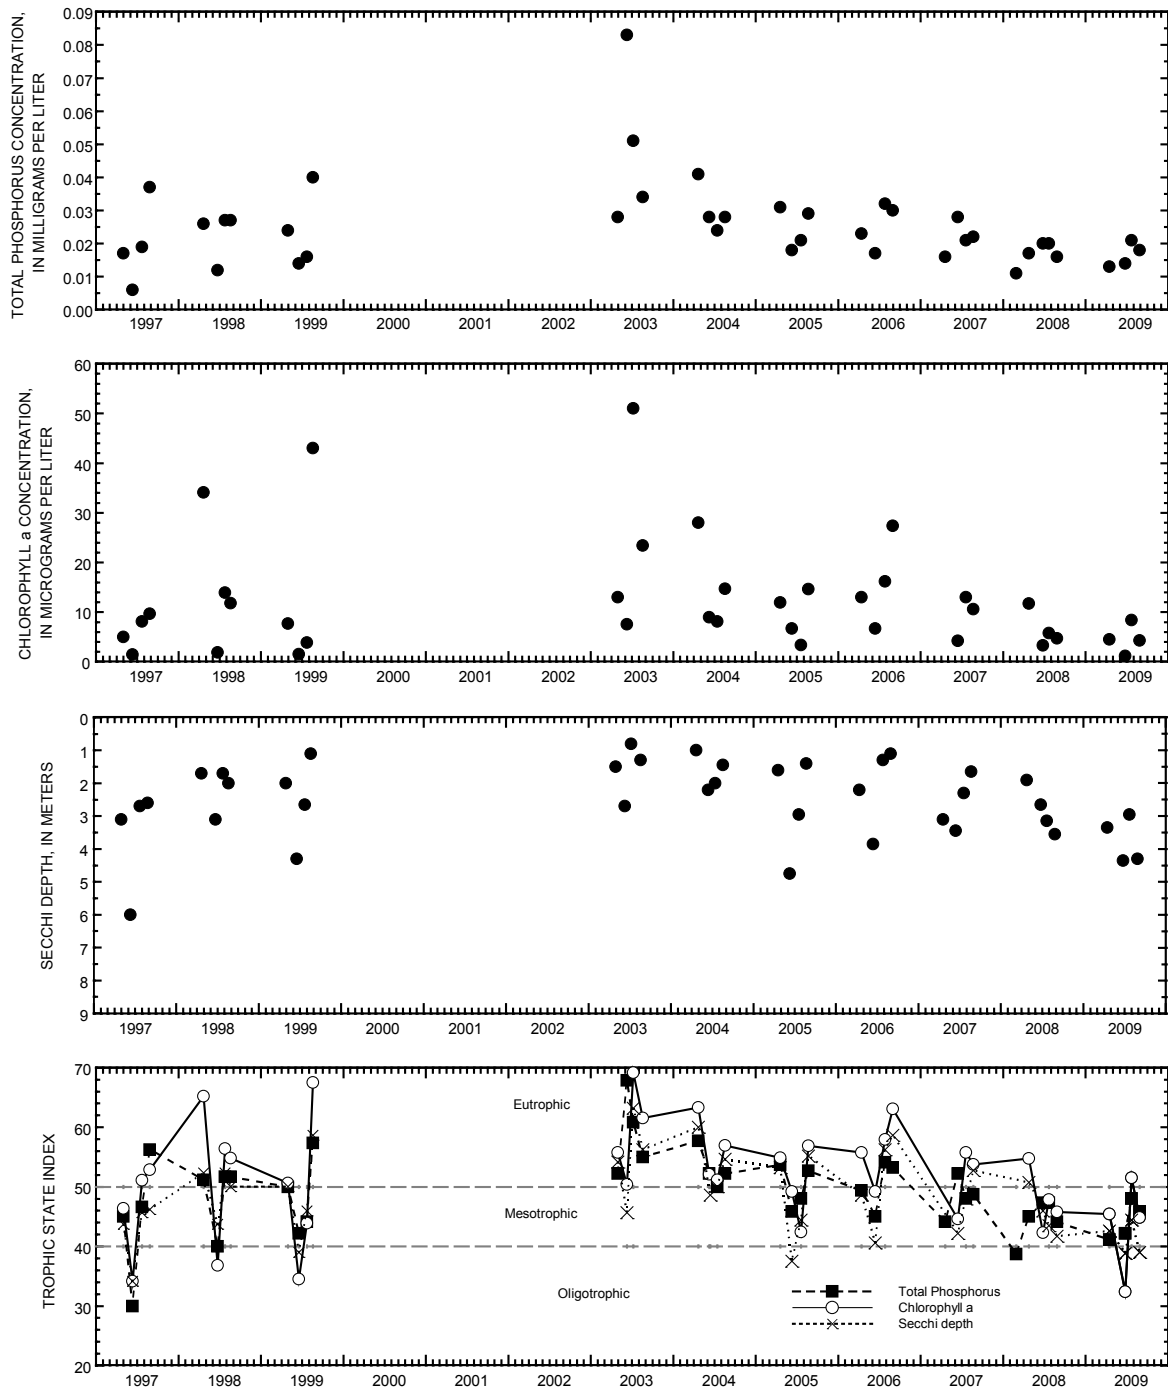 TOTAL PHOSPHORUS CONCENTRATION,
IN MILLIGRAMS PER LITER
0.09
0.08
0.07
0.06
0.05
0.04
0.03
0.02
0.01
0.00
1997 1998 1999 2000 2001 2002 2003 2004 2005 2006 2007 2008 2009
CHLOROPHYLL a CONCENTRATION,
IN MICROGRAMS PER LITER
60
50
40
30
20
10
0
1997 1998 1999 2000 2001 2002 2003 2004 2005 2006 2007 2008 2009
SECCHI DEPTH, IN METERS
0
1
2
3
4
5
6
7
8
9
1997 1998 1999 2000 2001 2002 2003 2004 2005 2006 2007 2008 2009
TROPHIC STATE INDEX
70
60
50
40
30
20
Eutrophic
Mesotrophic
Oligotrophic
Total Phosphorus
Chlorophyll a
Secchi depth
1997 1998 1999 2000 2001 2002 2003 2004 2005 2006 2007 2008 2009